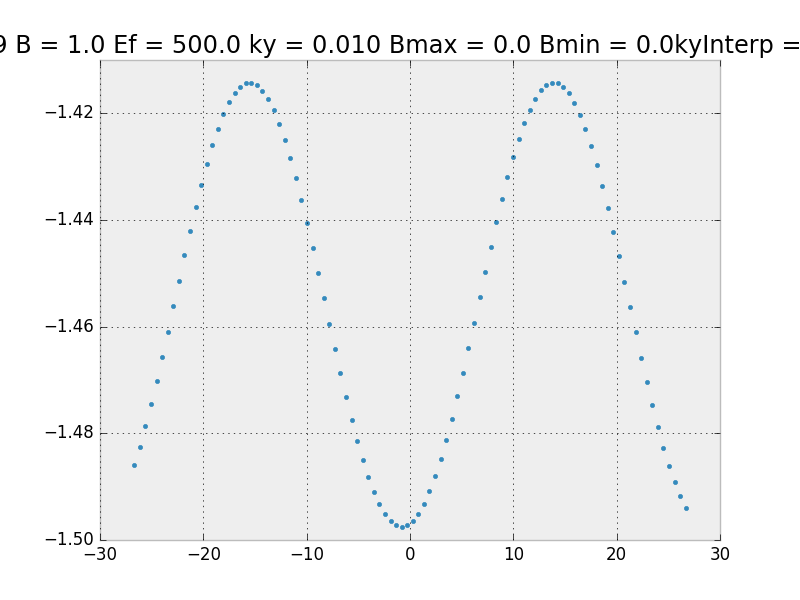 9 B = 1.0 Ef = 500.0 ky = 0.010 Bmax = 0.0 Bmin = 0.0kyInterp =
−1.42
−1.44
−1.46
−1.48
−1.50
−30 −20 −10 0 10 20 30